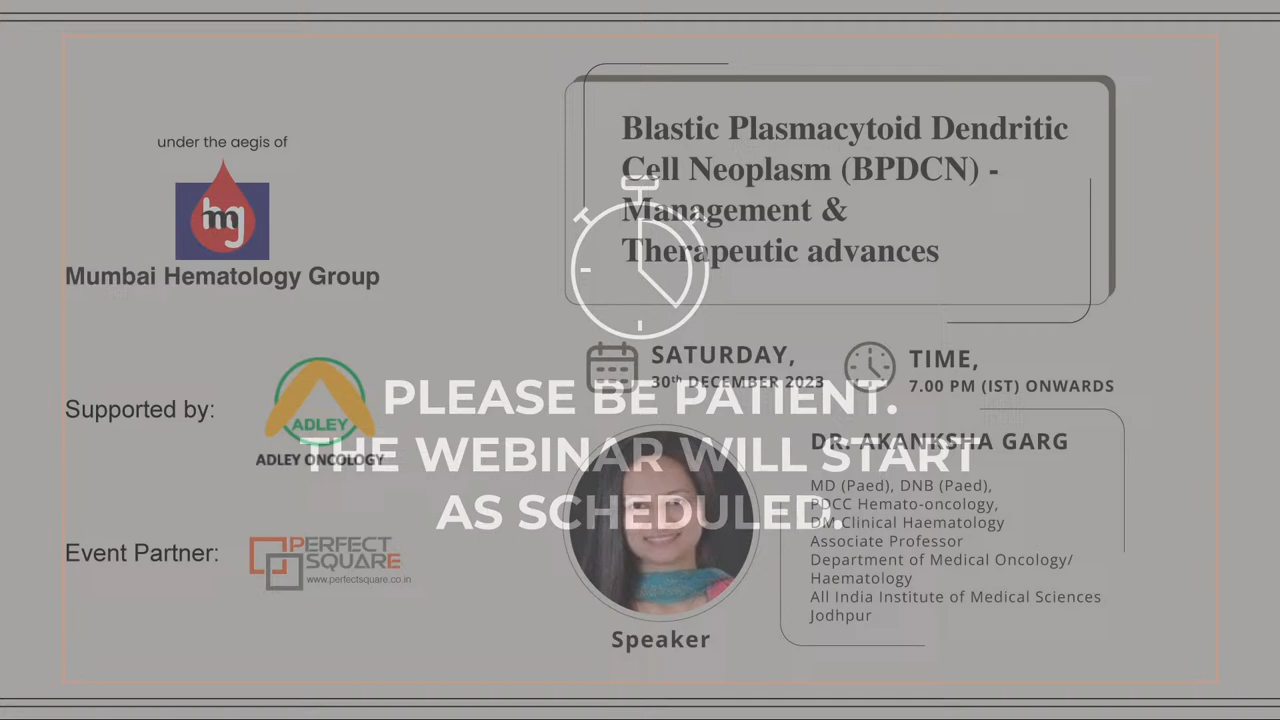 under the aegis of
mhg
Mumbai Hematology Group
Supported by:
ADLEY
ADLEY ONCOLOGY
Event Partner:
PERFECT
SQUARE
www.perfectsquare.co.in
Blastic Plasmacytoid Dendritic
Cell Neoplasm (BPDCN) -
Management &
Therapeutic advances
SATURDAY,
30th DECEMBER 2023
TIME,
7.00 PM (IST) ONWARDS
PLEASE BE PATIENT.
THE WEBINAR WILL START
AS SCHEDULED.
DR. AKANKSHA GARG
MD (Paed), DNB (Paed),
PDCC Hemato-oncology,
DM Clinical Haematology
Associate Professor
Department of Medical Oncology/
Haematology
All India Institute of Medical Sciences
Jodhpur
Speaker